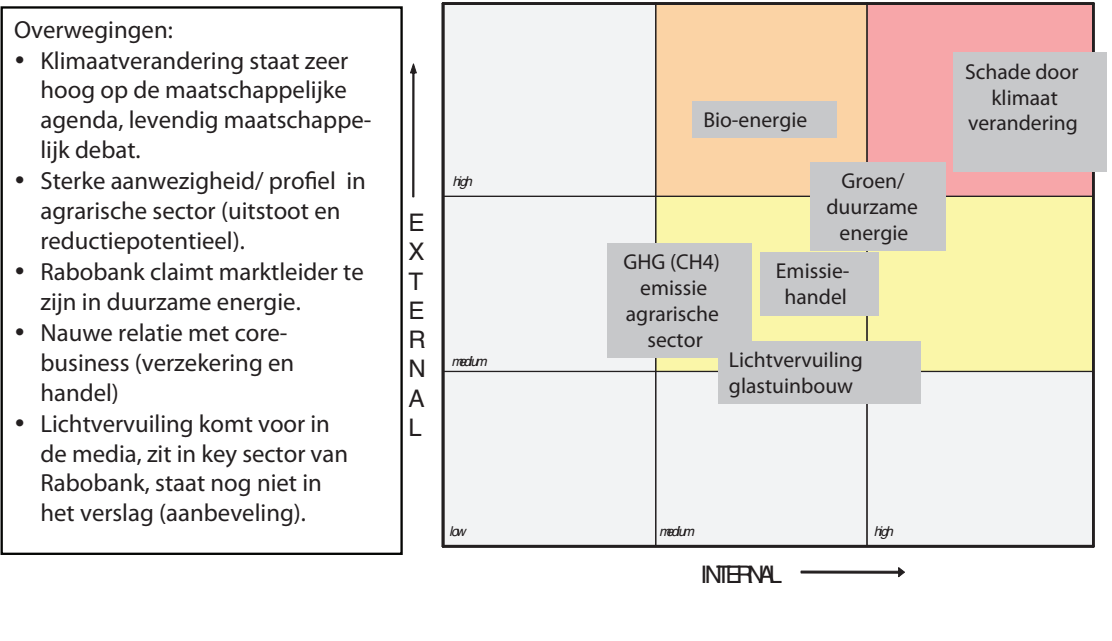 Overwegingen:
• Klimaatverandering staat zeer
hoog op de maatschappelijke
agenda, levendig maatschappe-
lijk debat.
• Sterke aanwezigheid/ profiel in
agrarische sector (uitstoot en
reductiepotentieel).
• Rabobank claimt marktleider te
zijn in duurzame energie.
• Nauwe relatie met core-
business (verzekering en
handel)
• Lichtvervuiling komt voor in
de media, zit in key sector van
Rabobank, staat nog niet in
het verslag (aanbeveling).
EXTERNAL
high
medium
low
medium
high
INTERNAL
Schade door
klimaat
verandering
Bio-energie
Groen/
duurzame
energie
GHG (CH4)
emissie
agrarische
sector
Emissie-
handel
Lichtvervuiling
glastuinbouw